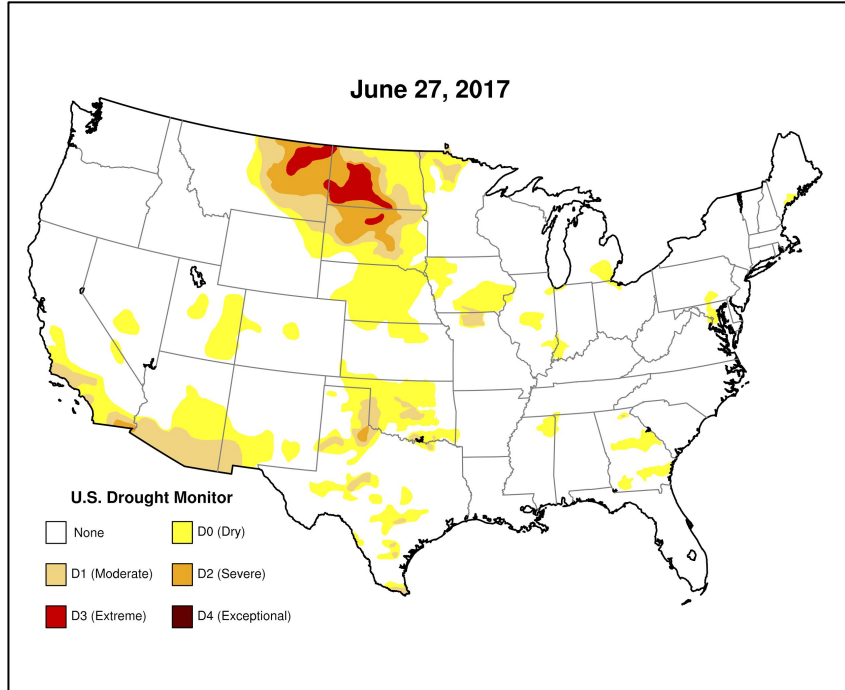 June 27, 2017
U.S. Drought Monitor
None
D0 (Dry)
D1 (Moderate)
D2 (Severe)
D3 (Extreme)
D4 (Exceptional)